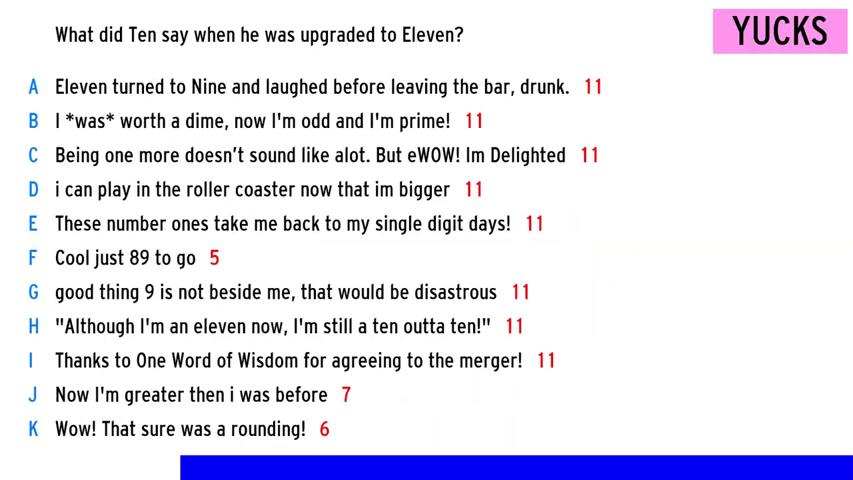 What did Ten say when he was upgraded to Eleven?
YUCKS
A Eleven turned to Nine and laughed before leaving the bar, drunk. 11
B I *was* worth a dime, now I'm odd and I'm prime! 11
C Being one more doesn’t sound like alot. But eWOW! Im Delighted 11
D i can play in the roller coaster now that im bigger 11
E These number ones take me back to my single digit days! 11
F Cool just 89 to go 5
G good thing 9 is not beside me, that would be disastrous 11
H "Although I'm an eleven now, I'm still a ten outta ten!" 11
I Thanks to One Word of Wisdom for agreeing to the merger! 11
J Now I'm greater then i was before 7
K Wow! That sure was a rounding! 6